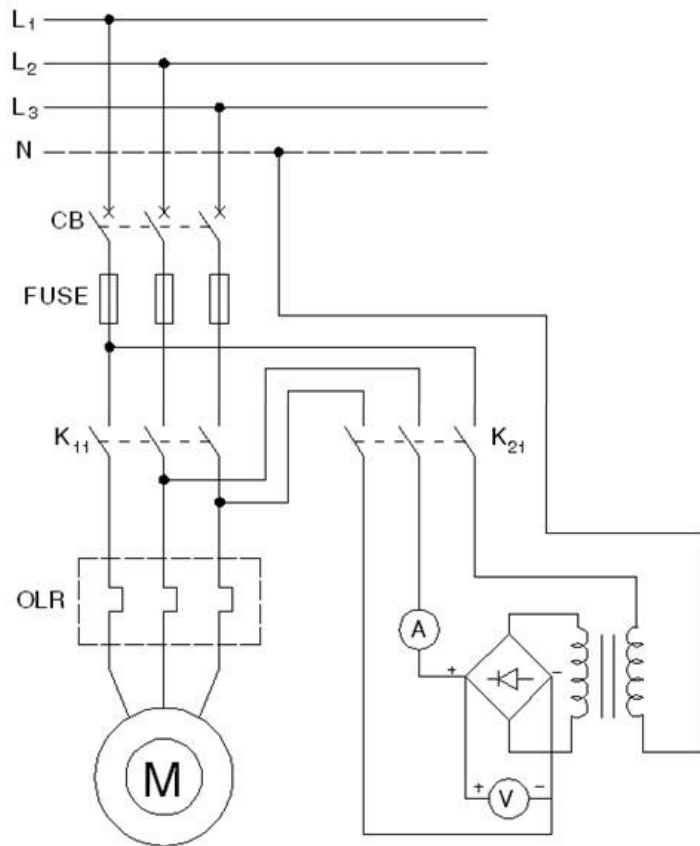 L₁
L₂
L₃
N
CB
FUSE
K₁₁
K₂₁
OLR
A
+ -
M
+ V -